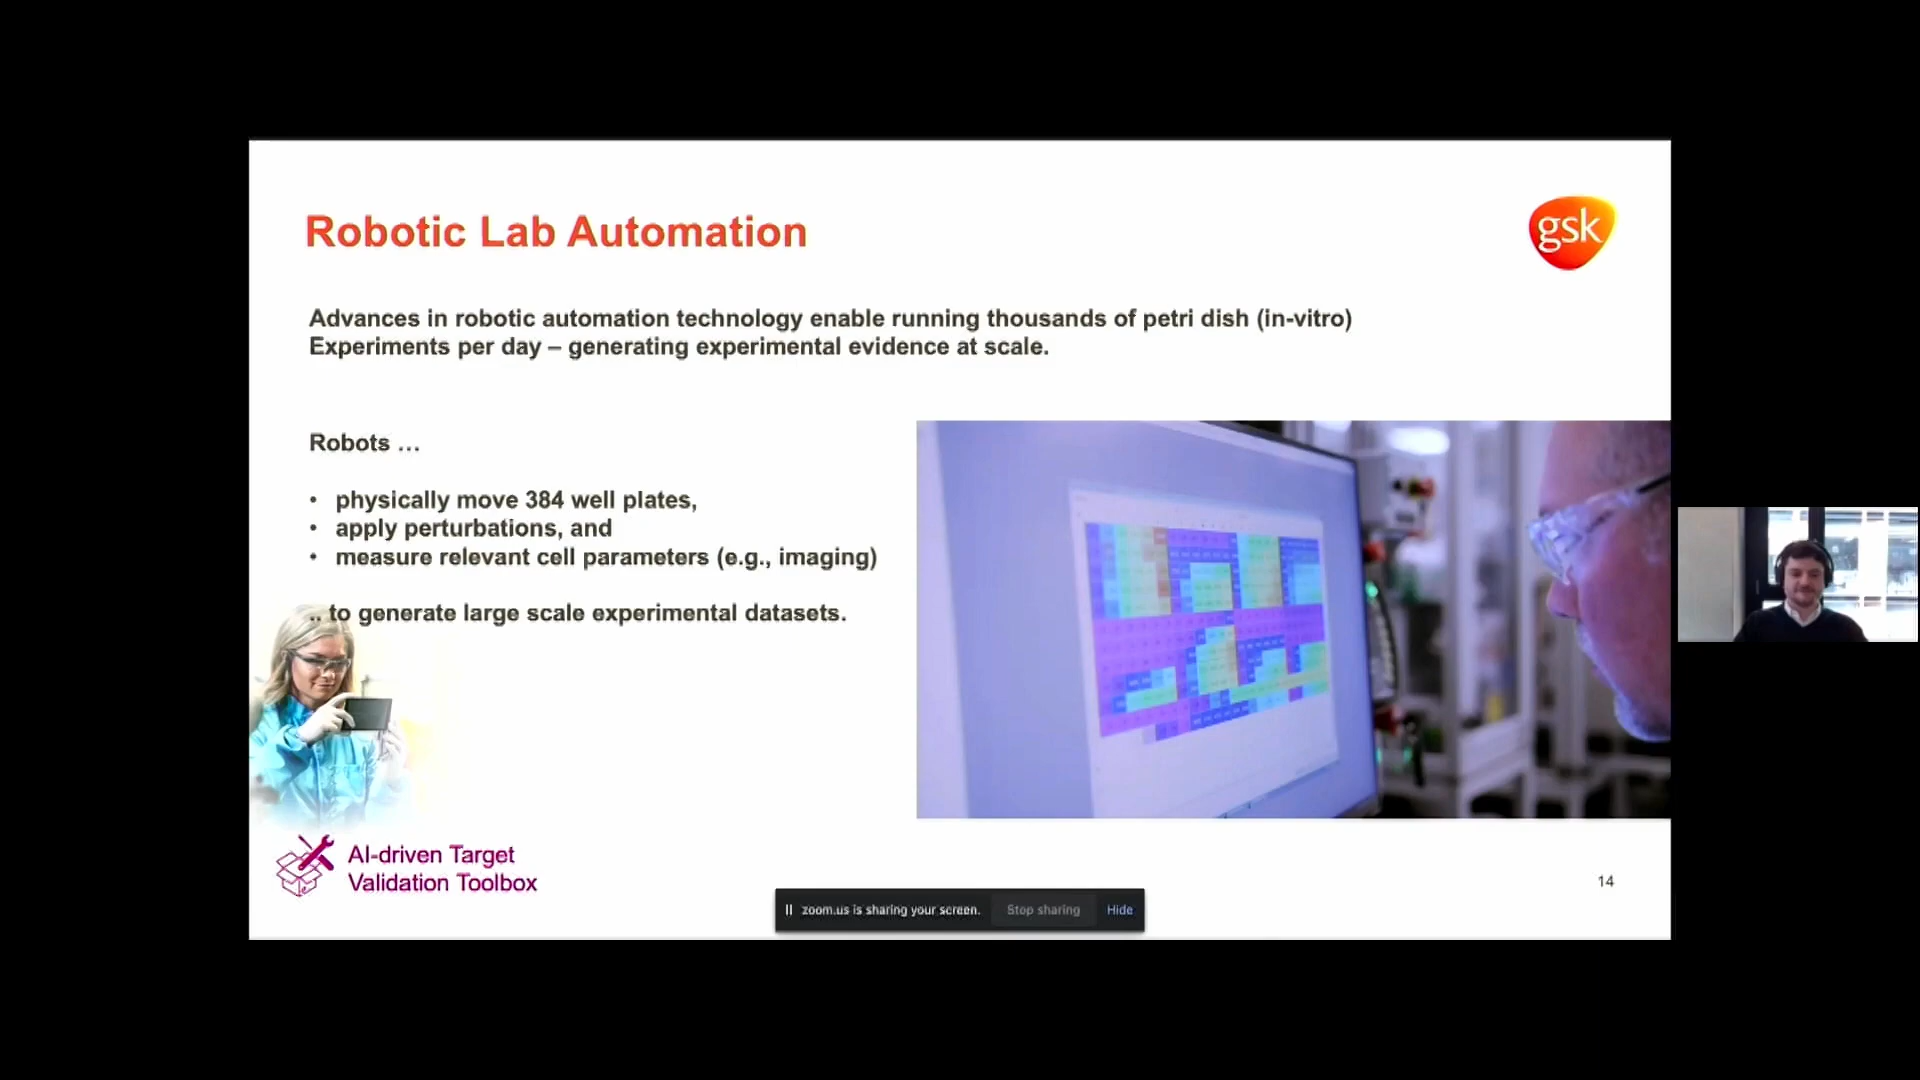 Robotic Lab Automation
gsk
Advances in robotic automation technology enable running thousands of petri dish (in-vitro)
Experiments per day – generating experimental evidence at scale.
Robots …
• physically move 384 well plates,
• apply perturbations, and
• measure relevant cell parameters (e.g., imaging)
.. to generate large scale experimental datasets.
AI-driven Target
Validation Toolbox
14
zoom.us is sharing your screen. Stop sharing Hide